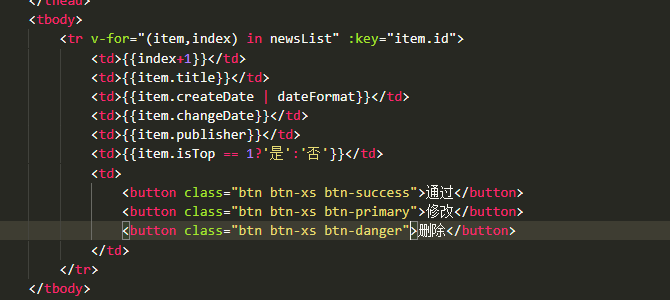 </thead>
<tbody>
<tr v-for="(item,index) in newsList" :key="item.id">
<td>{{index+1}}</td>
<td>{{item.title}}</td>
<td>{{item.createDate | dateFormat}}</td>
<td>{{item.changeDate}}</td>
<td>{{item.publisher}}</td>
<td>{{item.isTop == 1?'是':'否'}}</td>
<td>
<button class="btn btn-xs btn-success">通过</button>
<button class="btn btn-xs btn-primary">修改</button>
<button class="btn btn-xs btn-danger">删除</button>
</td>
</tr>
</tbody>